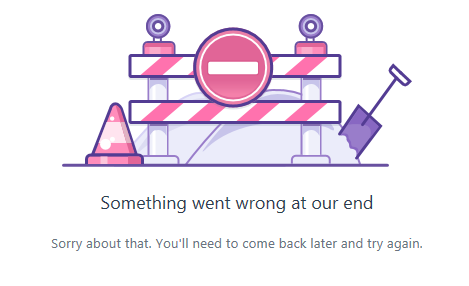 Something went wrong at our end
Sorry about that. You'll need to come back later and try again.